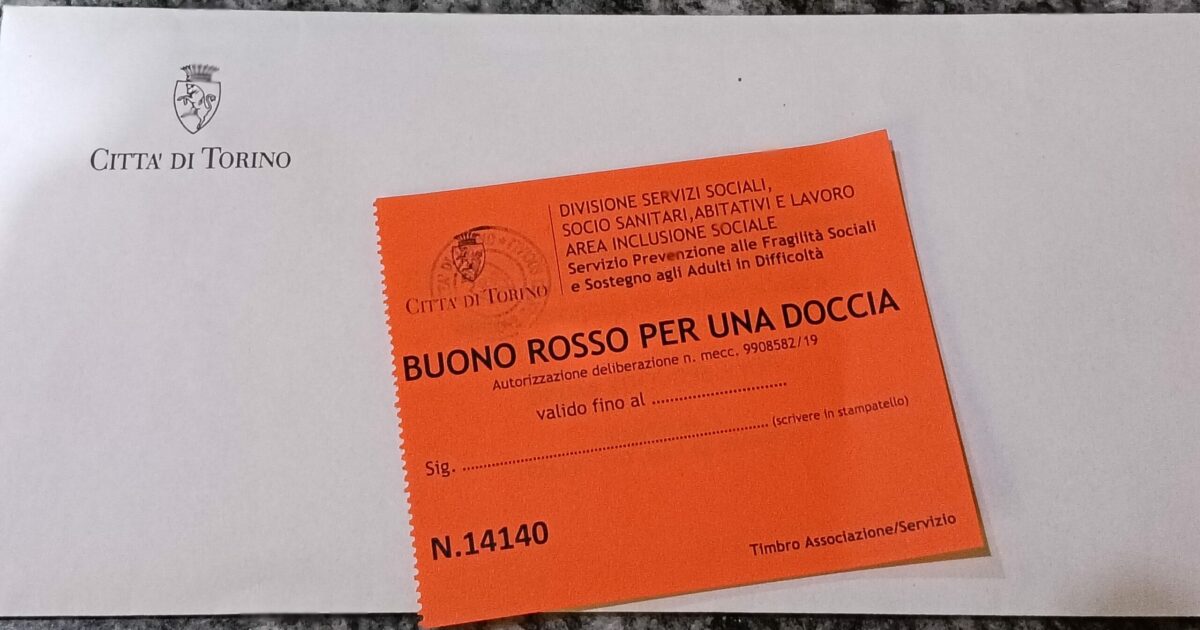 CITTA' DI TORINO
DIVISIONE SERVIZI SOCIALI,
SOCIO SANITARI,ABITATIVI E LAVORO
AREA INCLUSIONE SOCIALE
Servizio Prevenzione alle Fragilità Sociali
e Sostegno agli Adulti in Difficoltà
CITTA' DI TORINO
BUONO ROSSO PER UNA DOCCIA
Autorizzazione deliberazione n. mecc. 9908582/19
valido fino al ............................
Sig. ............................................................ (scrivere in stampatello)
N.14140
Timbro Associazione/Servizio